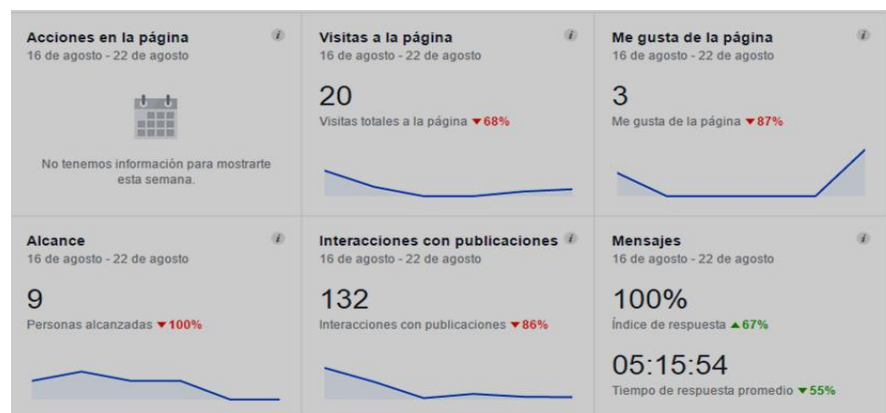 Acciones en la página
16 de agosto - 22 de agosto
No tenemos información para mostrarte
esta semana.
Visitas a la página
16 de agosto - 22 de agosto
20
Visitas totales a la página ▼68%
Me gusta de la página
16 de agosto - 22 de agosto
3
Me gusta de la página ▼87%
Alcance
16 de agosto - 22 de agosto
9
Personas alcanzadas ▼100%
Interacciones con publicaciones
16 de agosto - 22 de agosto
132
Interacciones con publicaciones ▼86%
Mensajes
16 de agosto - 22 de agosto
100%
Índice de respuesta ▲67%
05:15:54
Tiempo de respuesta promedio ▼55%